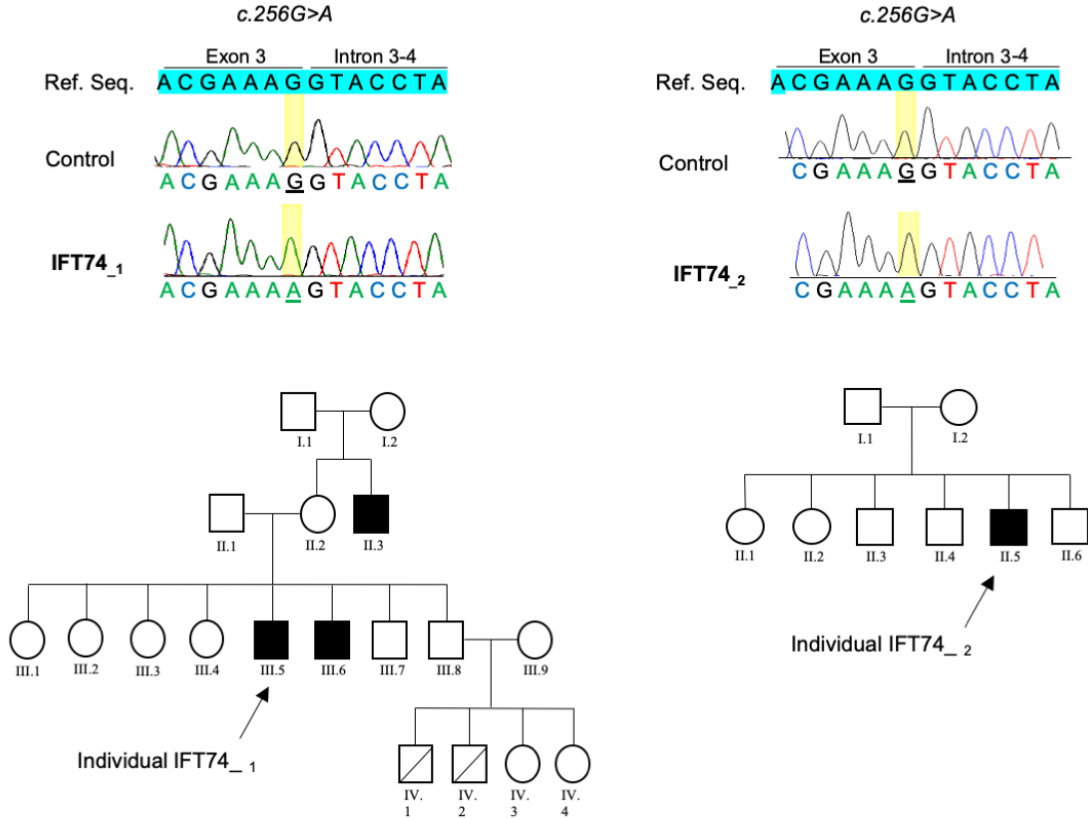 c.256G>A
Exon 3 Intron 3-4
Ref. Seq. ACGAAAGGTACCTA
Control
ACGAAAGGTACCTA
IFT74_1
ACGAAAAGTACCTA
I.1 I.2
II.1 II.2 II.3
III.1 III.2 III.3 III.4 III.5 III.6 III.7 III.8 III.9
Individual IFT74_ 1
IV. IV. IV. IV.
1 2 3 4
c.256G>A
Exon 3 Intron 3-4
Ref. Seq. ACGAAAGGTACCTA
Control
CGAAAGGTACCTA
IFT74_2
CGAAAAGTACCTA
I.1 I.2
II.1 II.2 II.3 II.4 II.5 II.6
Individual IFT74_ 2